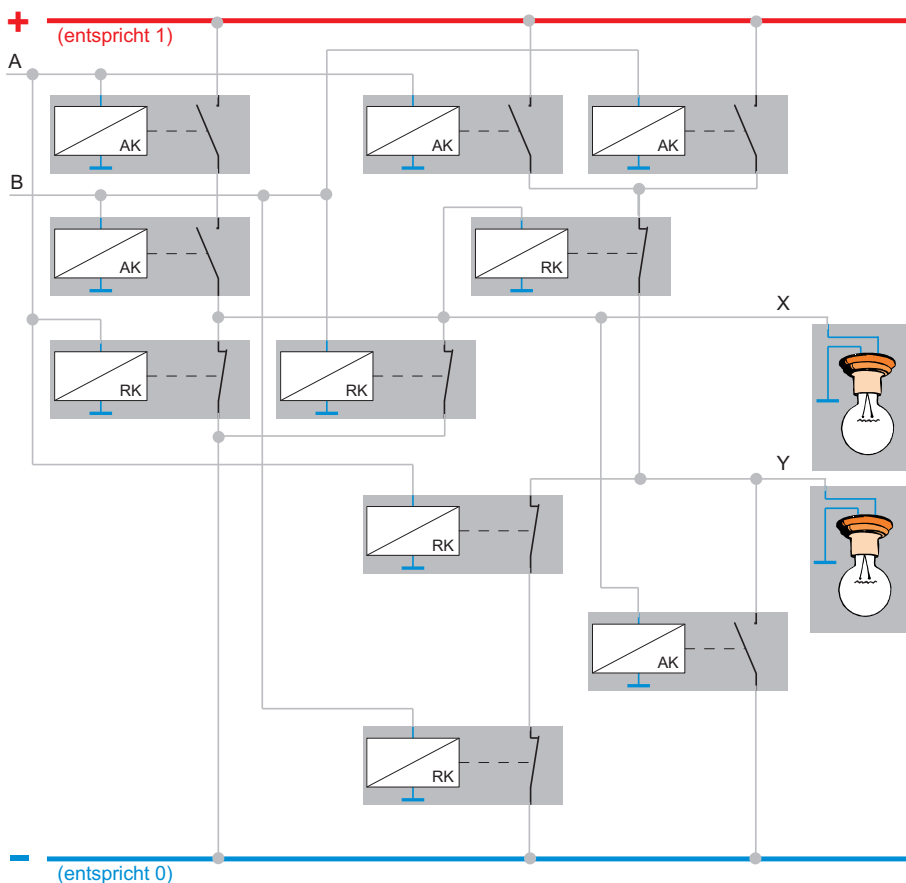 +
(entspricht 1)
A
AK
AK
AK
B
AK
RK
X
RK
RK
Y
RK
AK
RK
–
(entspricht 0)